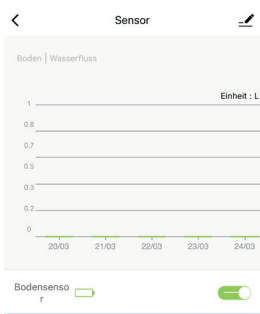 Sensor
Boden | Wasserfluss
Einheit : L
1
0.8
0.7
0.5
0.3
0.2
0
20/03 21/03 22/03 23/03 24/03
Bodensenso
r